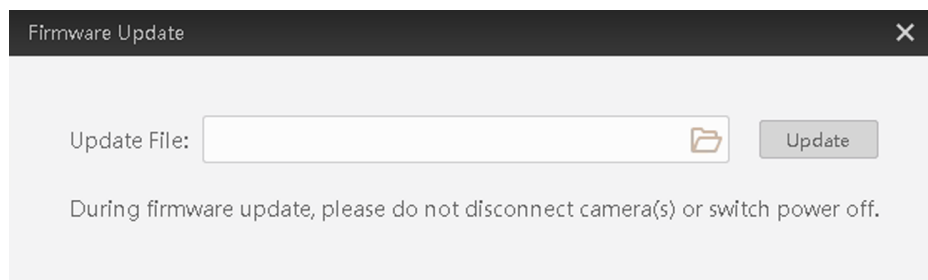 Firmware Update
Update File:
Update
During firmware update, please do not disconnect camera(s) or switch power off.